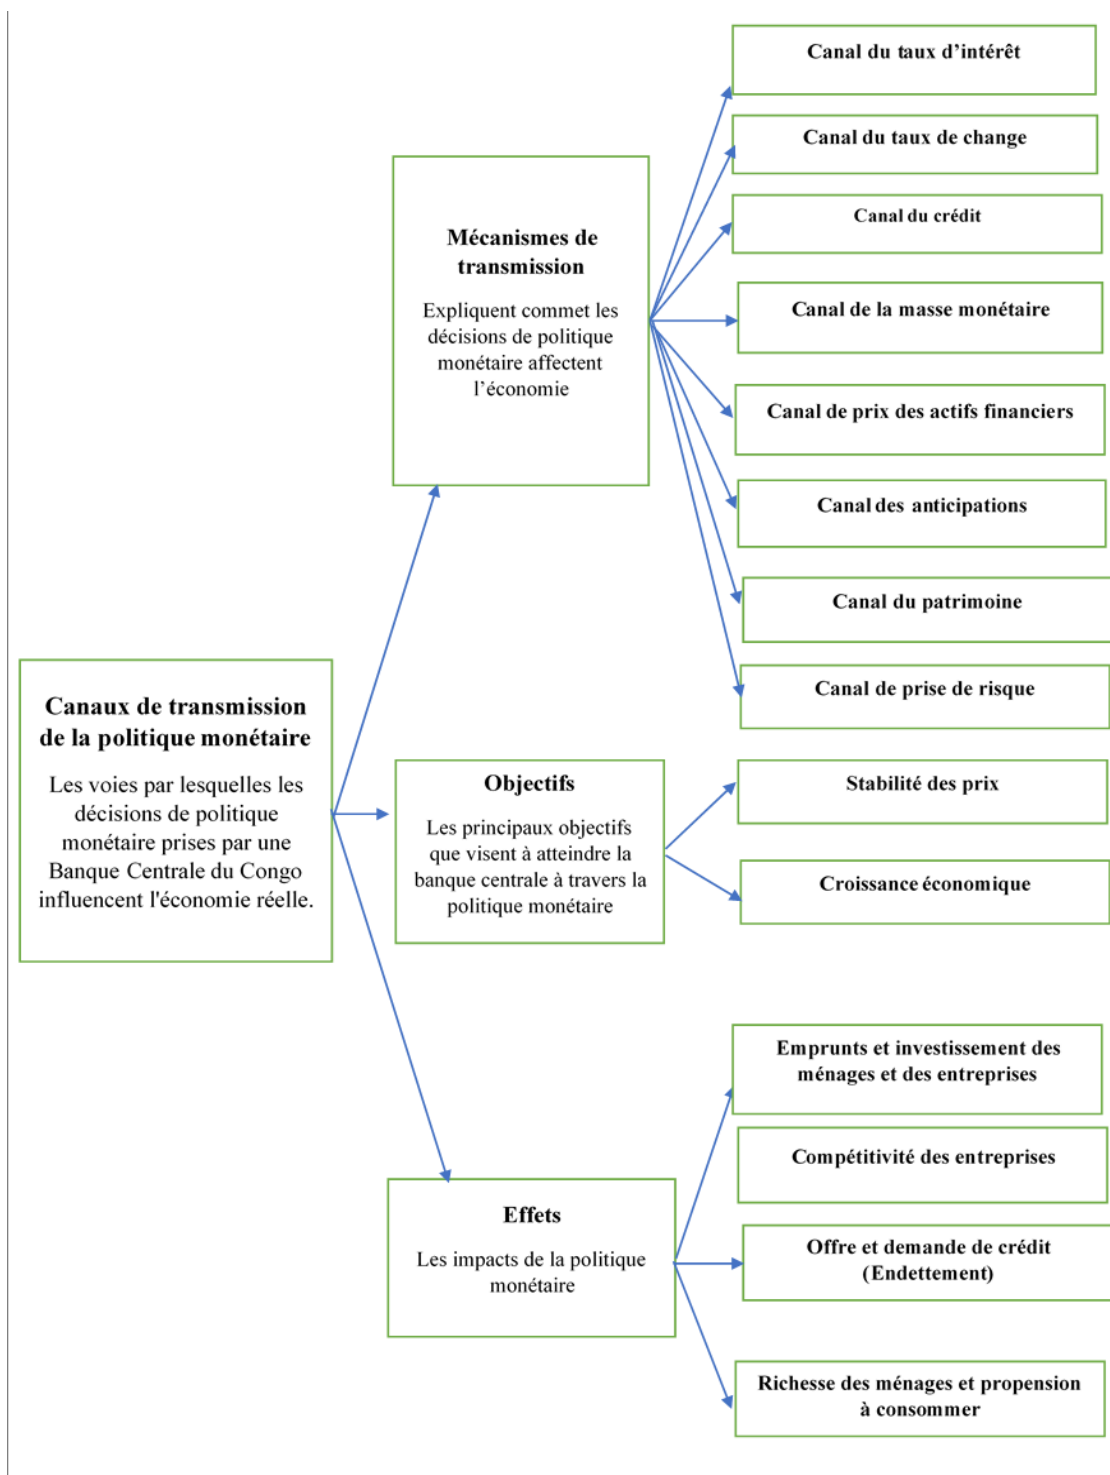 Canal du taux d’intérêt
Canal du taux de change
Canal du crédit
Canal de la masse monétaire
Canal de prix des actifs financiers
Canal des anticipations
Canal du patrimoine
Canal de prise de risque
Mécanismes de
transmission
Expliquent commet les
décisions de politique
monétaire affectent
l’économie
Canaux de transmission
de la politique monétaire
Les voies par lesquelles les
décisions de politique
monétaire prises par une
Banque Centrale du Congo
influencent l'économie réelle.
Objectifs
Les principaux objectifs
que visent à atteindre la
banque centrale à travers la
politique monétaire
Stabilité des prix
Croissance économique
Effets
Les impacts de la politique
monétaire
Emprunts et investissement des
ménages et des entreprises
Compétitivité des entreprises
Offre et demande de crédit
(Endettement)
Richesse des ménages et propension
à consommer